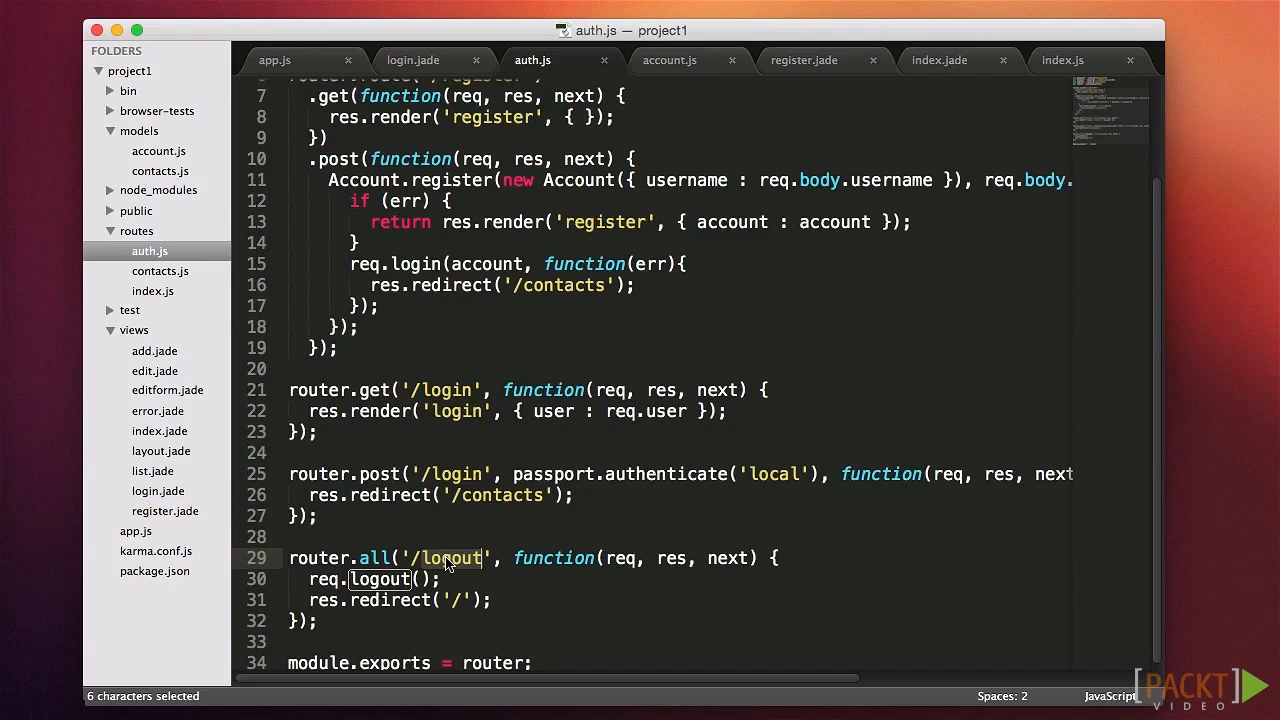 auth.js — project1
FOLDERS
project1
bin
browser-tests
models
account.js
contacts.js
node_modules
public
routes
auth.js
contacts.js
index.js
test
views
add.jade
edit.jade
editform.jade
error.jade
index.jade
layout.jade
list.jade
login.jade
register.jade
app.js
karma.conf.js
package.json
app.js × login.jade × auth.js × account.js × register.jade × index.jade × index.js ×
7 .get(function(req, res, next) {
8 res.render('register', { });
9 })
10 .post(function(req, res, next) {
11 Account.register(new Account({ username : req.body.username }), req.body.
12 if (err) {
13 return res.render('register', { account : account });
14 }
15 req.login(account, function(err){
16 res.redirect('/contacts');
17 });
18 });
19 });
20
21 router.get('/login', function(req, res, next) {
22 res.render('login', { user : req.user });
23 });
24
25 router.post('/login', passport.authenticate('local'), function(req, res, next
26 res.redirect('/contacts');
27 });
28
29 router.all('/logout', function(req, res, next) {
30 req.logout();
31 res.redirect('/');
32 });
33
34 module.exports = router;
6 characters selected
Spaces: 2
JavaScript
[PACKT]
VIDEO